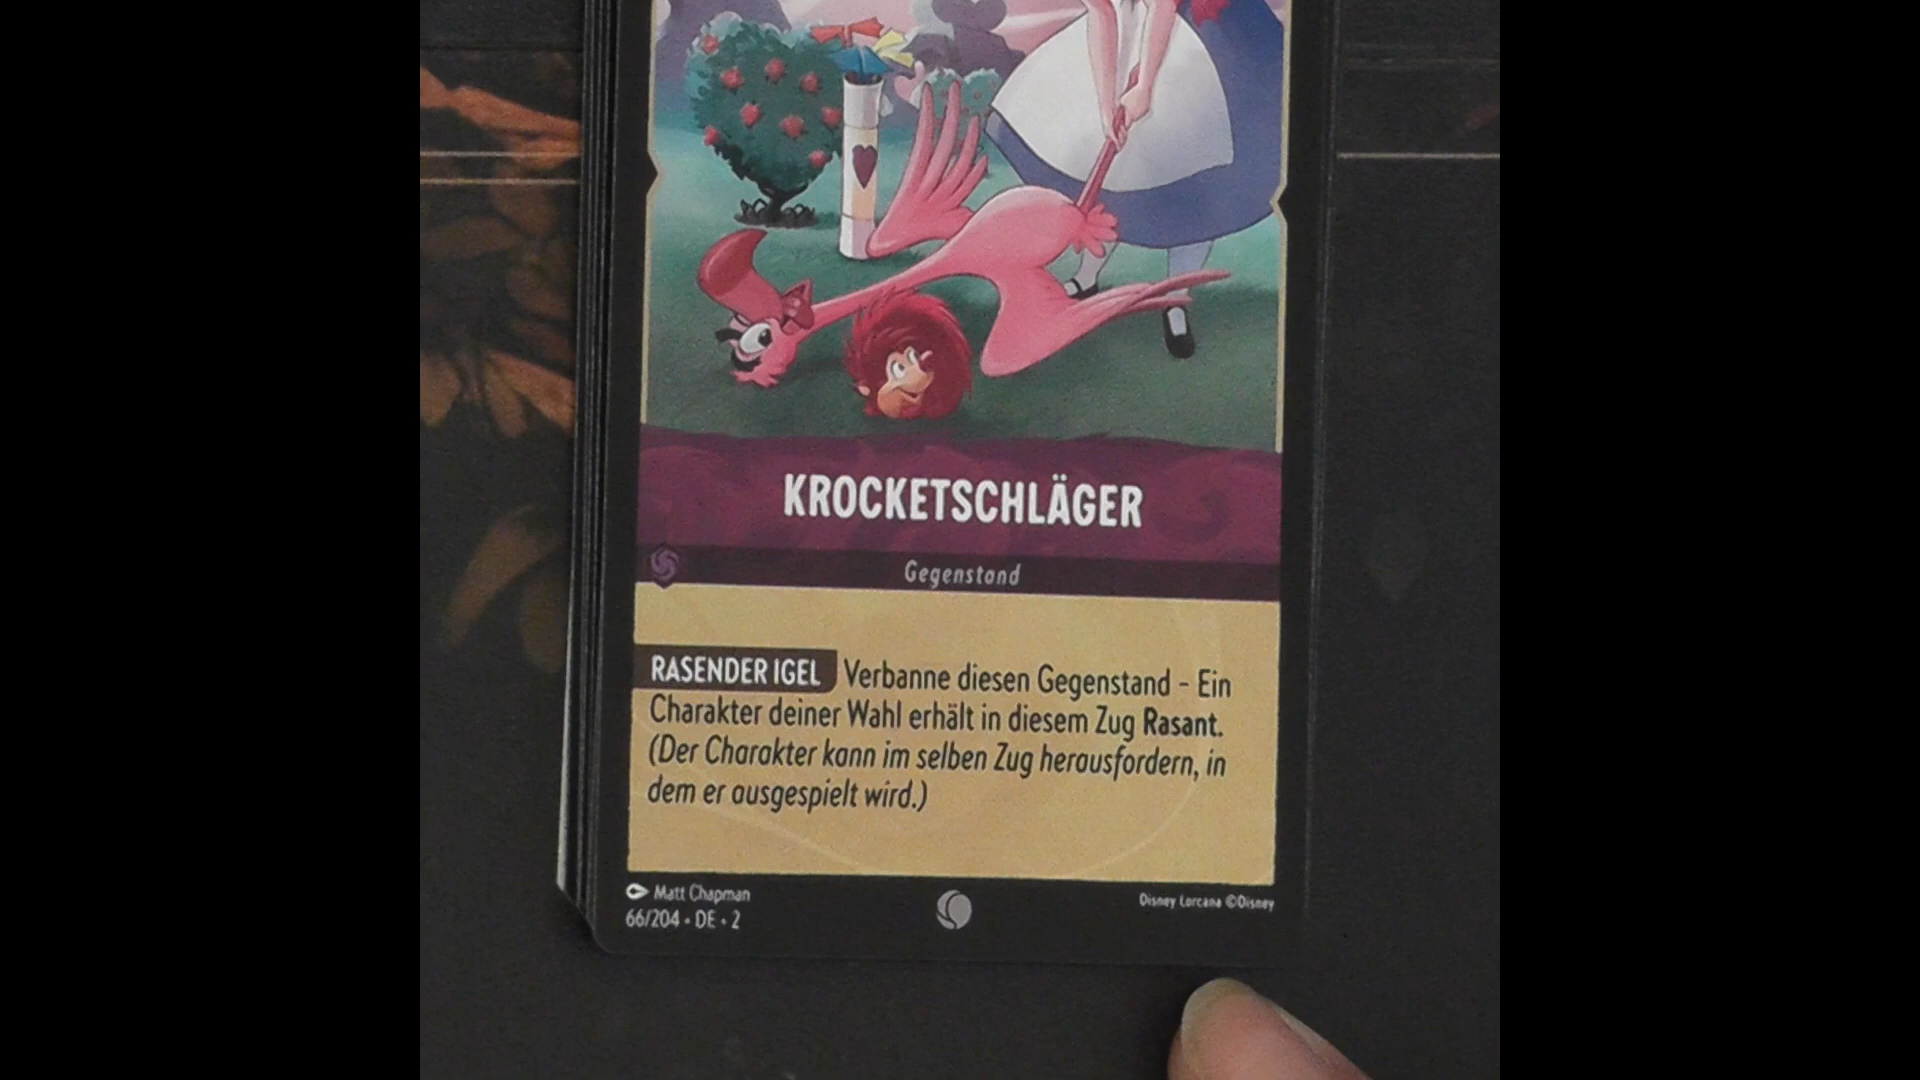 KROCKETSCHLÄGER
Gegenstand
RASENDER IGEL Verbanne diesen Gegenstand – Ein
Charakter deiner Wahl erhält in diesem Zug Rasant.
(Der Charakter kann im selben Zug herausfordern, in
dem er ausgespielt wird.)
Matt Chapman
66/204 • DE • 2
Disney Lorcana ©Disney